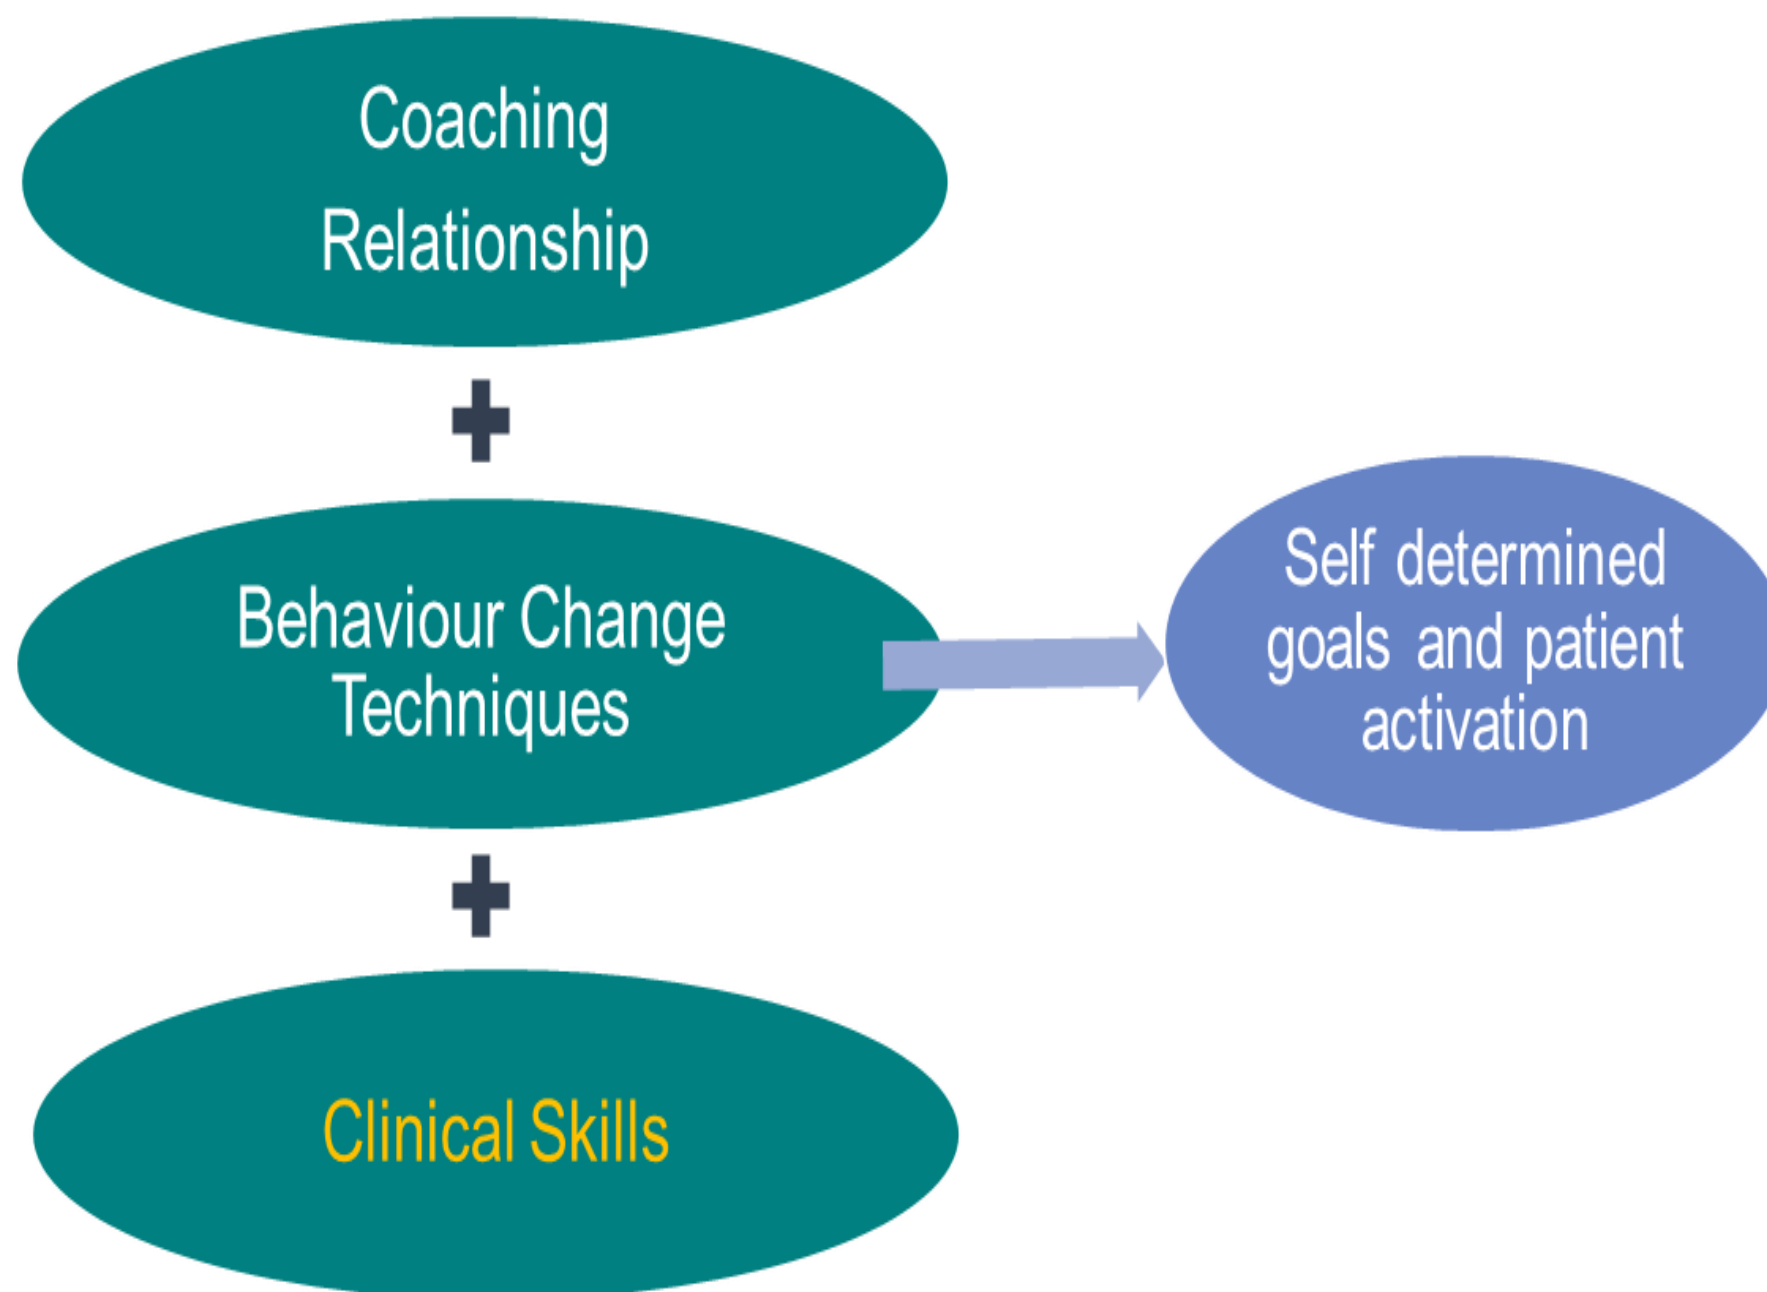 Coaching
Relationship
Behaviour Change
Techniques
Self determined
goals and patient
activation
Clinical Skills